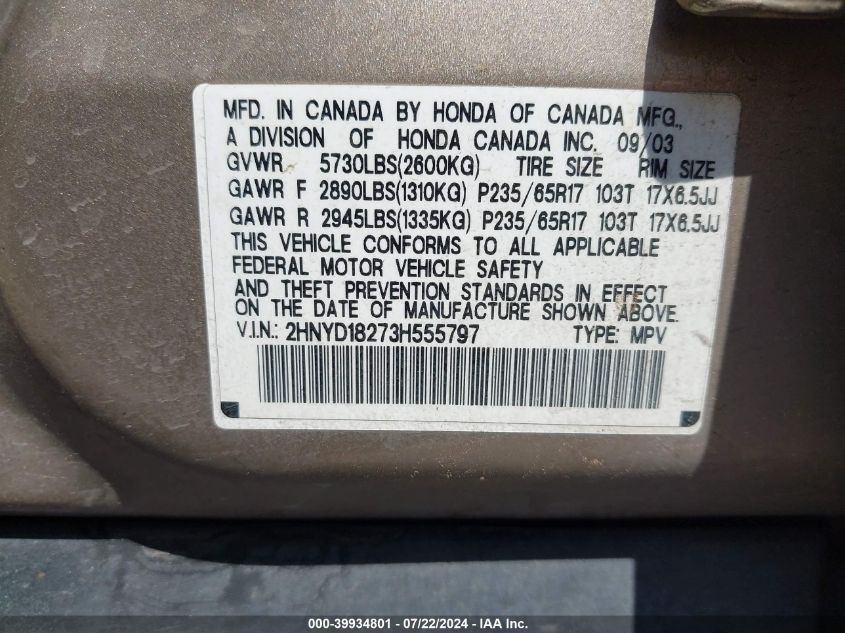 MFD. IN CANADA BY HONDA OF CANADA MFG.,
A DIVISION OF HONDA CANADA INC. 09/03
GVWR 5730LBS(2600KG) TIRE SIZE RIM SIZE
GAWR F 2890LBS(1310KG) P235/65R17 103T 17X6.5JJ
GAWR R 2945LBS(1335KG) P235/65R17 103T 17X6.5JJ
THIS VEHICLE CONFORMS TO ALL APPLICABLE
FEDERAL MOTOR VEHICLE SAFETY
AND THEFT PREVENTION STANDARDS IN EFFECT
ON THE DATE OF MANUFACTURE SHOWN ABOVE.
V.I.N.: 2HNYD18273H555797 TYPE: MPV
000-39934801 - 07/22/2024 - IAA Inc.